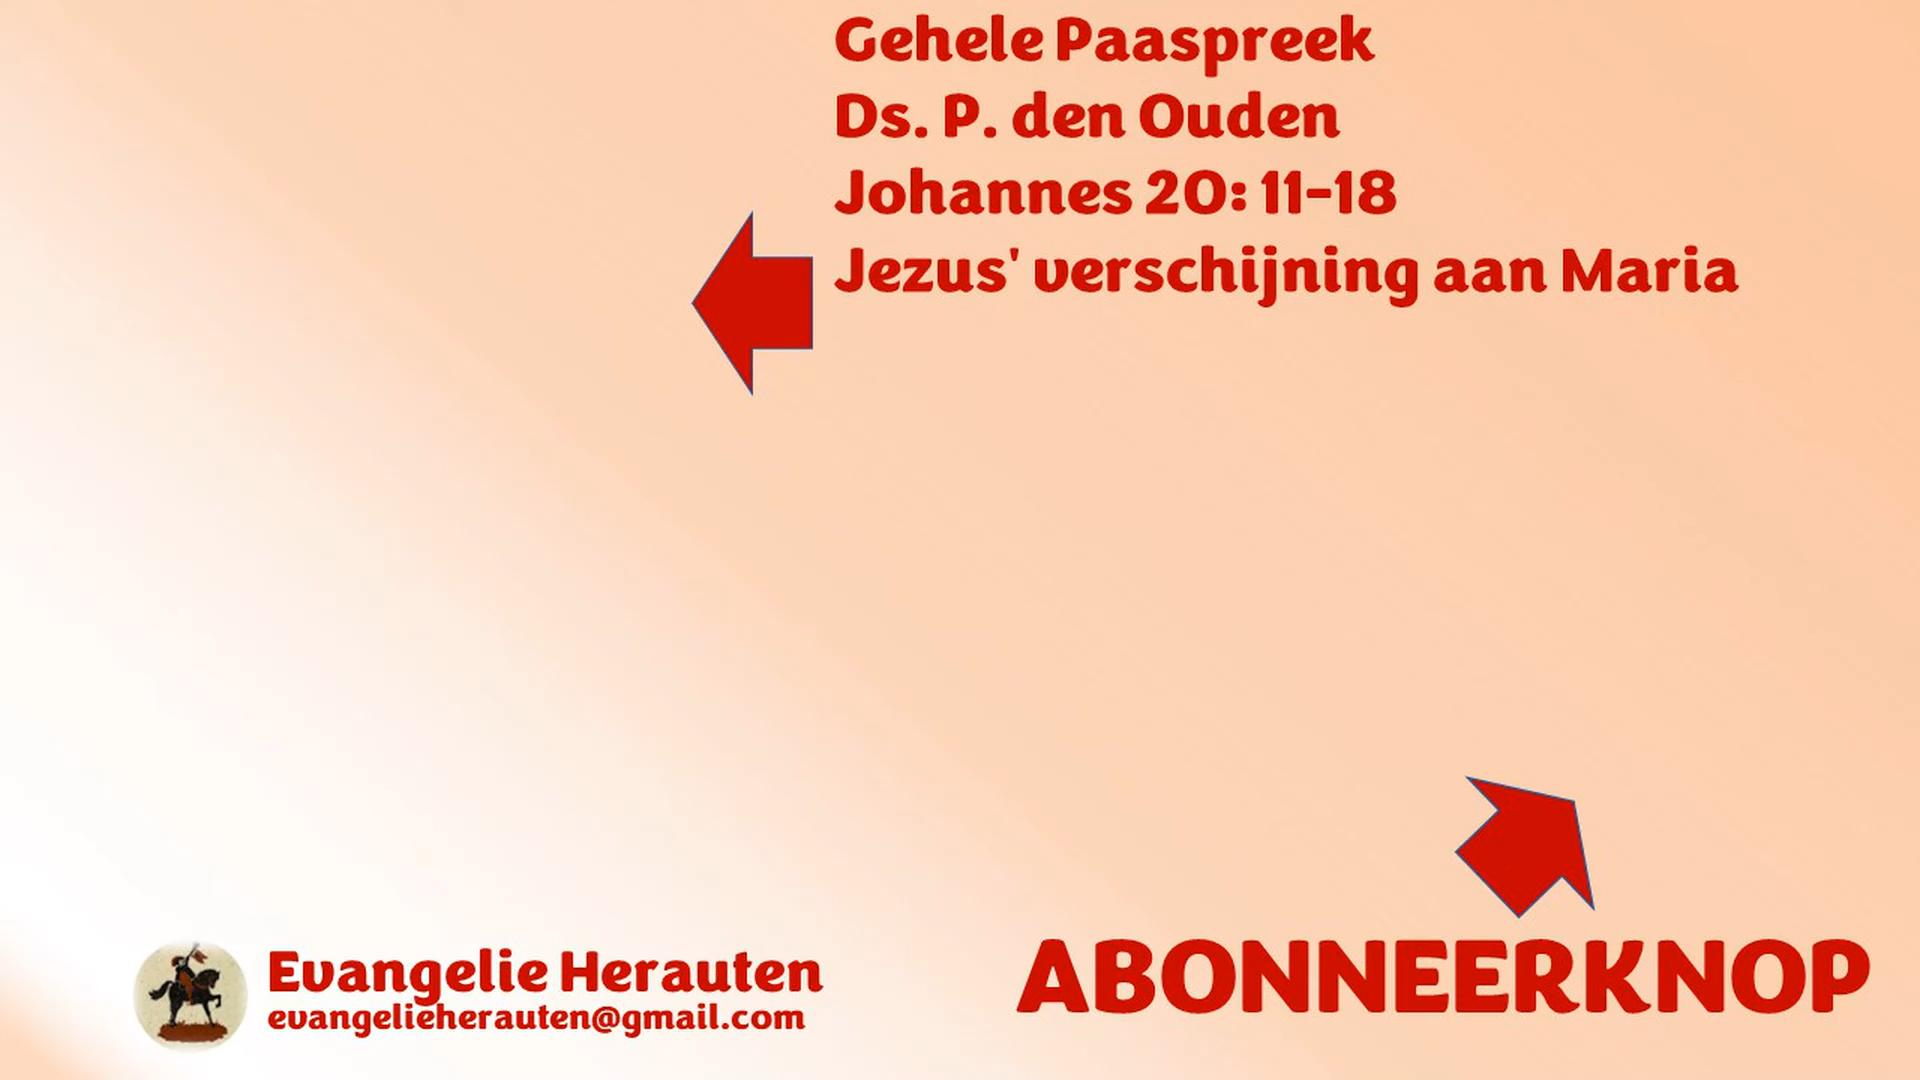 Gehele Paaspreek
Ds. P. den Ouden
Johannes 20: 11-18
Jezus' verschijning aan Maria
Evangelie Herauten
evangelieherauten@gmail.com
ABONNEERKNOP